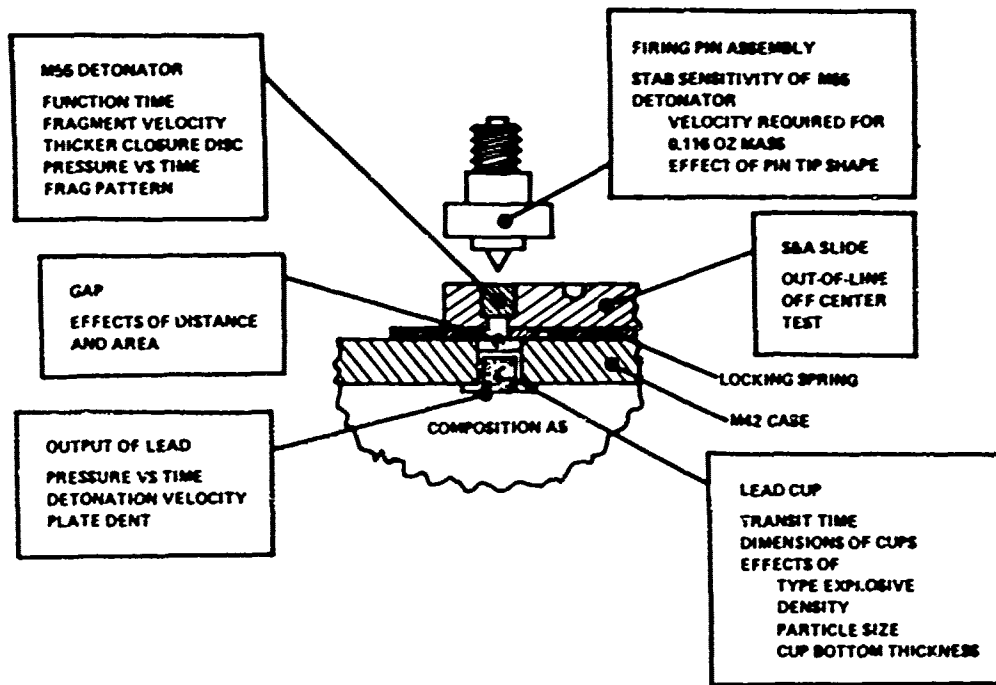 M55 DETONATOR
FUNCTION TIME
FRAGMENT VELOCITY
THICKER CLOSURE DISC
PRESSURE VS TIME
FRAG PATTERN
FIRING PIN ASSEMBLY
STAB SENSITIVITY OF M55
DETONATOR
VELOCITY REQUIRED FOR
0.116 OZ MASS
EFFECT OF PIN TIP SHAPE
GAP
EFFECTS OF DISTANCE
AND AREA
S&A SLIDE
OUT-OF-LINE
OFF CENTER
TEST
LOCKING SPRING
M42 CASE
COMPOSITION A5
OUTPUT OF LEAD
PRESSURE VS TIME
DETONATION VELOCITY
PLATE DENT
LEAD CUP
TRANSIT TIME
DIMENSIONS OF CUPS
EFFECTS OF
TYPE EXPLOSIVE
DENSITY
PARTICLE SIZE
CUP BOTTOM THICKNESS